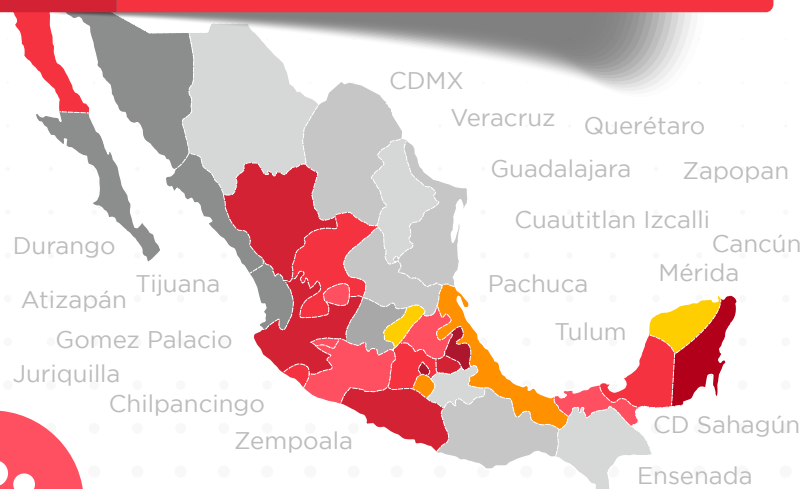 CDMX
Veracruz
Querétaro
Guadalajara
Zapopan
Cuautitlan Izcalli
Cancún
Durango
Mérida
Tijuana
Pachuca
Atizapán
Tulum
Gomez Palacio
Juriquilla
Chilpancingo
CD Sahagún
Zempoala
Ensenada